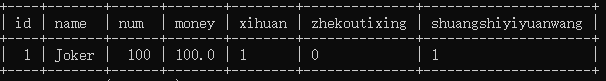 | id | name | num | money | xihuan | zhekoutixing | shuangshiyiyuanwang |
| 1 | Joker | 100 | 100.0 | 1 | 0 | 1 |